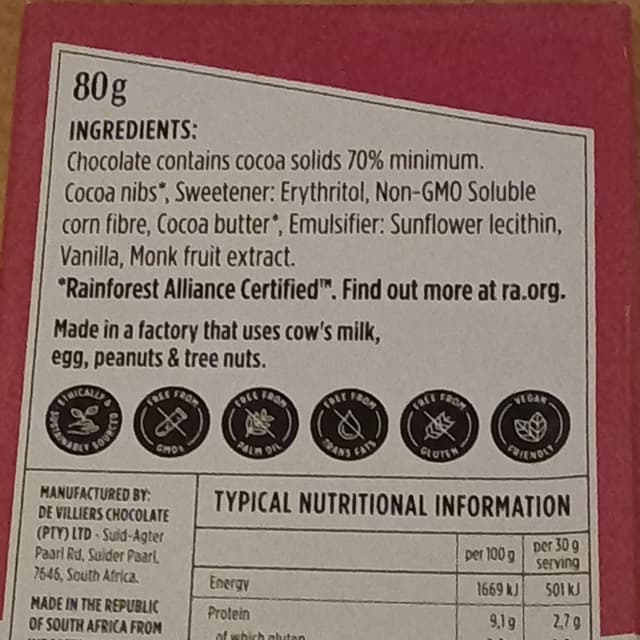 80g
INGREDIENTS:
Chocolate contains cocoa solids 70% minimum.
Cocoa nibs*, Sweetener: Erythritol, Non-GMO Soluble
corn fibre, Cocoa butter*, Emulsifier: Sunflower lecithin,
Vanilla, Monk fruit extract.
*Rainforest Alliance Certified™. Find out more at ra.org.
Made in a factory that uses cow's milk,
egg, peanuts & tree nuts.
ETHICALLY & SUSTAINABLY SOURCED
FREE FROM GMOs
FREE FROM PALM OIL
FREE FROM TRANS FATS
FREE FROM GLUTEN
VEGAN FRIENDLY
MANUFACTURED BY:
DE VILLIERS CHOCOLATE
(PTY) LTD - Suid-Agter
Paarl Rd, Suider Paarl,
7646, South Africa.
MADE IN THE REPUBLIC
OF SOUTH AFRICA FROM
TYPICAL NUTRITIONAL INFORMATION
per 100 g
per 30 g
serving
Energy 1669 kJ 501 kJ
Protein 9,1 g 2,7 g
of which gluten